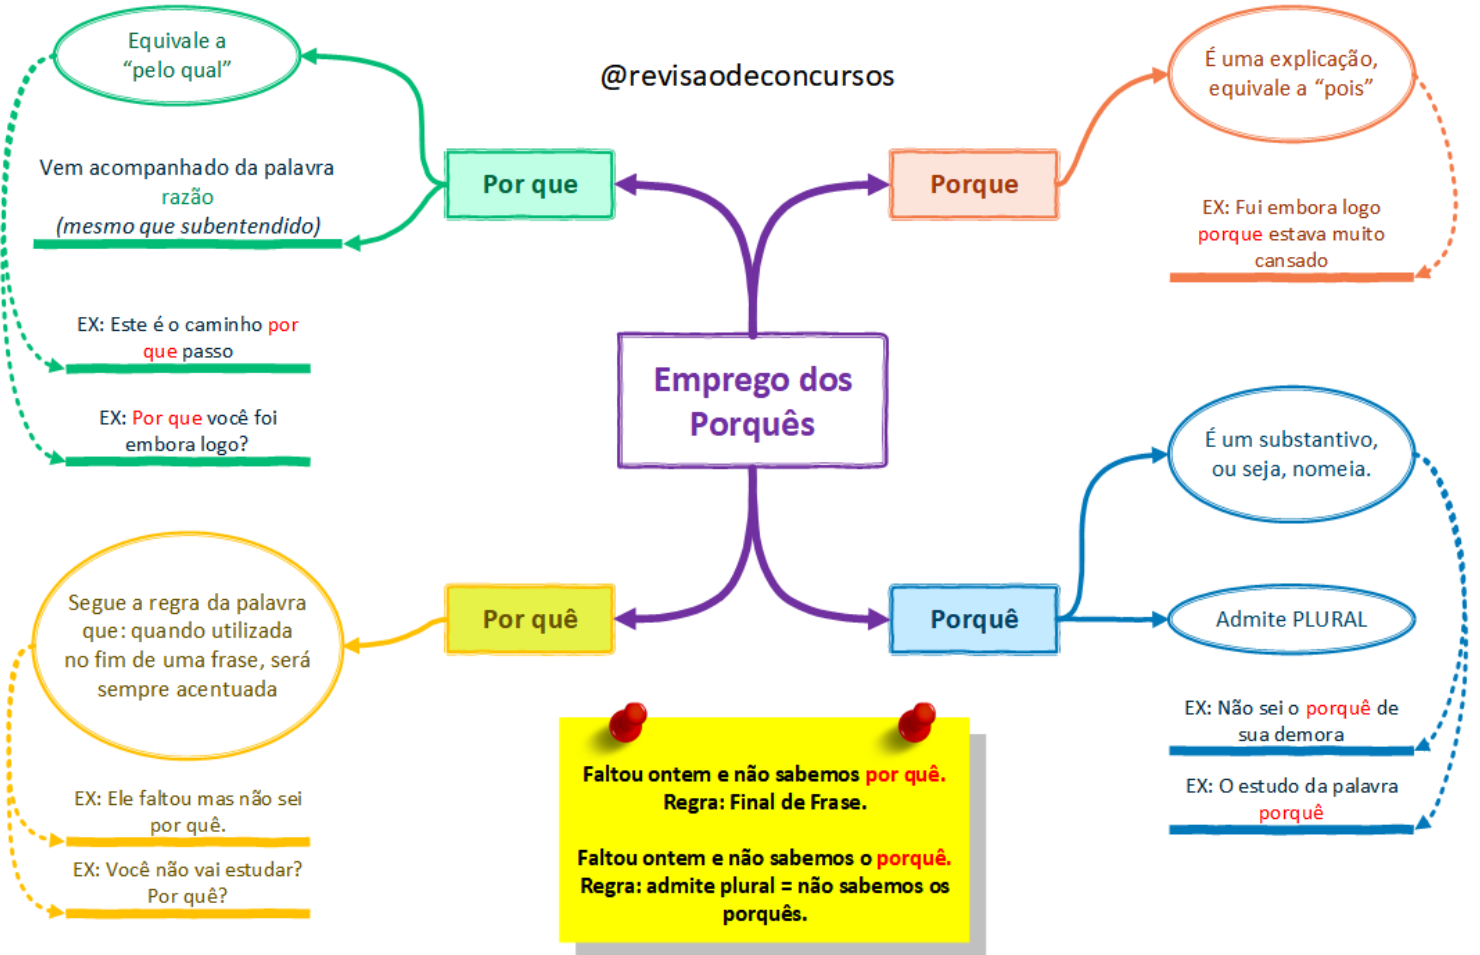 @revisaodeconcursos
Emprego dos
Porquês
Por que
Equivale a
“pelo qual”
Vem acompanhado da palavra
razão
(mesmo que subentendido)
EX: Este é o caminho por
que passo
EX: Por que você foi
embora logo?
Porque
É uma explicação,
equivale a “pois”
EX: Fui embora logo
porque estava muito
cansado
Por quê
Segue a regra da palavra
que: quando utilizada
no fim de uma frase, será
sempre acentuada
EX: Ele faltou mas não sei
por quê.
EX: Você não vai estudar?
Por quê?
Porquê
É um substantivo,
ou seja, nomeia.
Admite PLURAL
EX: Não sei o porquê de
sua demora
EX: O estudo da palavra
porquê
Faltou ontem e não sabemos por quê.
Regra: Final de Frase.
Faltou ontem e não sabemos o porquê.
Regra: admite plural = não sabemos os
porquês.